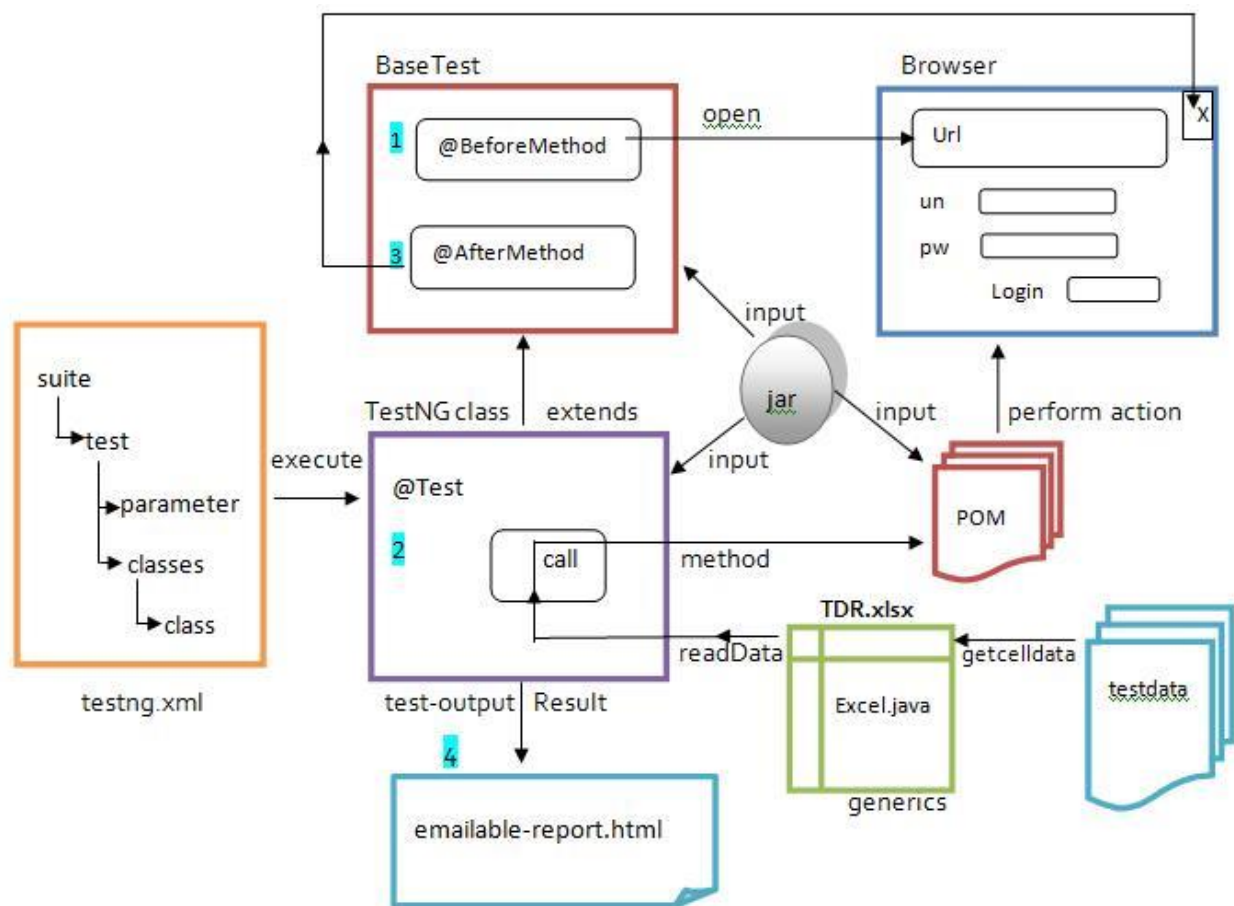 BaseTest
Browser
1
@BeforeMethod
open
Url
X
un
pw
Login
3
@AfterMethod
input
suite
test
parameter
classes
class
testng.xml
execute
TestNG class
extends
jar
input
input
perform action
@Test
2
call
method
POM
TDR.xlsx
readData
getcelldata
testdata
Excel.java
generics
test-output
Result
4
emailable-report.html